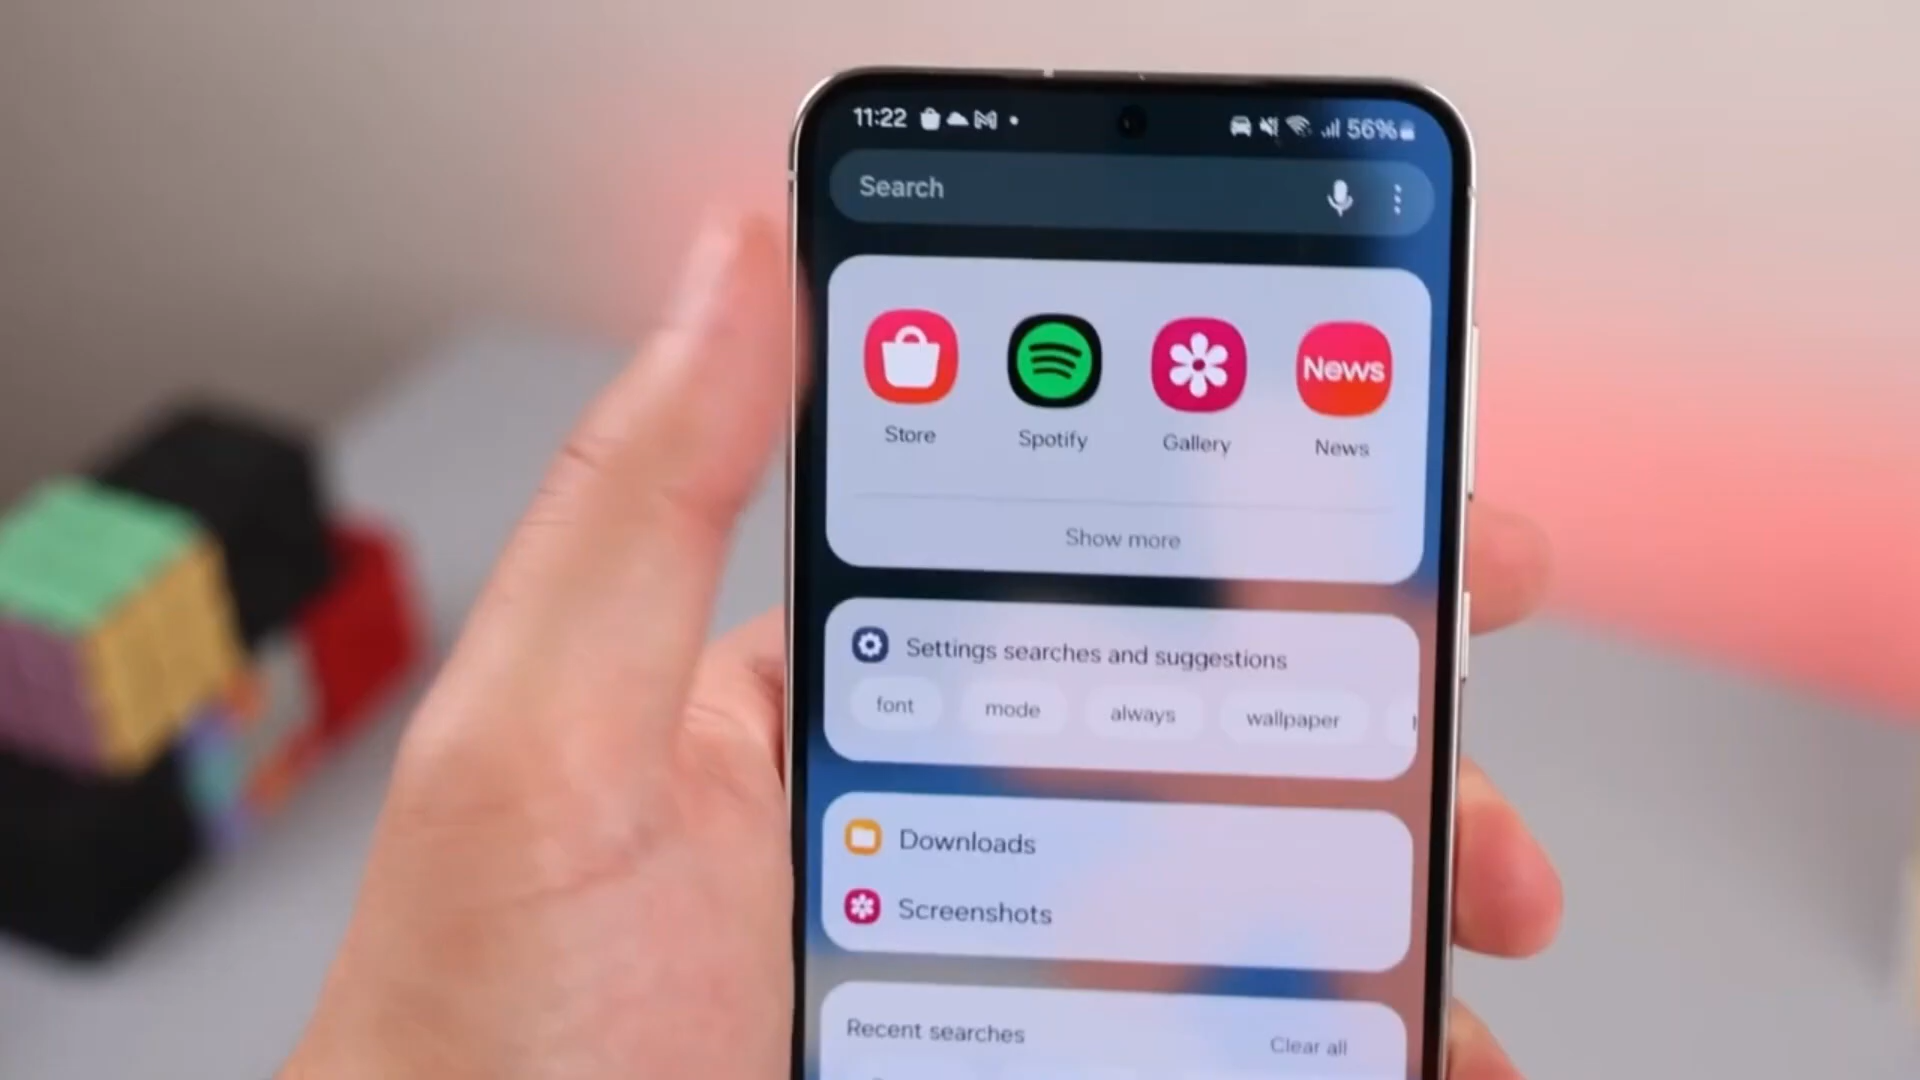 11:22
56%
Search
News
Store
Spotify
Gallery
News
Show more
Settings searches and suggestions
font
mode
always
wallpaper
Downloads
Screenshots
Recent searches
Clear all